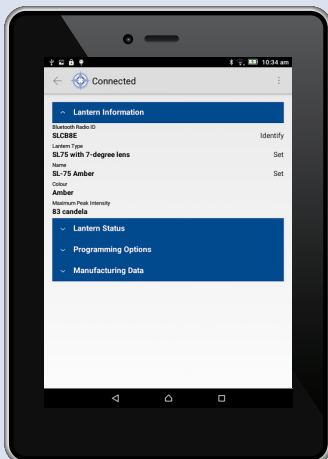 10:34 am
Connected
Lantern Information
Bluetooth Radio ID
SLCB8E
Identify
Lantern Type
SL75 with 7-degree lens
Set
Name
SL-75 Amber
Set
Colour
Amber
Maximum Peak Intensity
83 candela
Lantern Status
Programming Options
Manufacturing Data